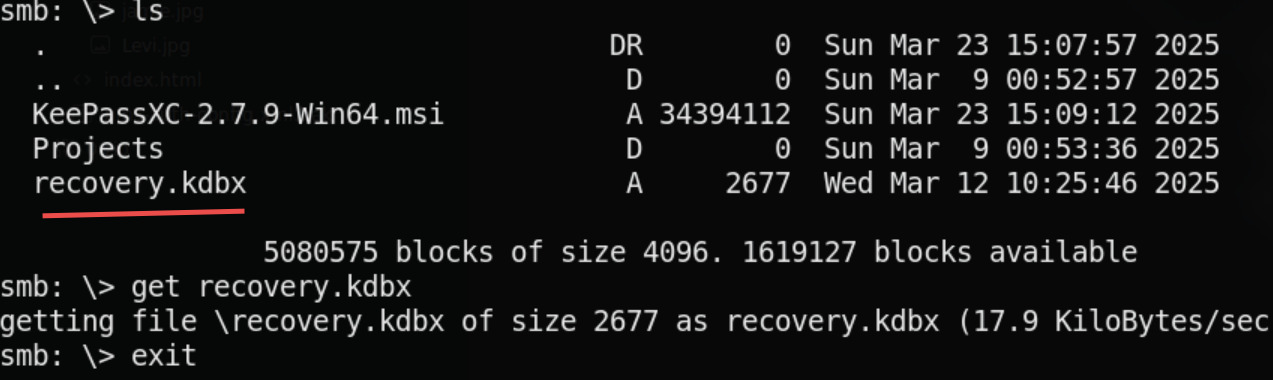 smb: \> ls
  .                                  DR        0  Sun Mar 23 15:07:57 2025
  ..                                  D        0  Sun Mar  9 00:52:57 2025
  KeePassXC-2.7.9-Win64.msi           A 34394112  Sun Mar 23 15:09:12 2025
  Projects                            D        0  Sun Mar  9 00:53:36 2025
  recovery.kdbx                       A     2677  Wed Mar 12 10:25:46 2025
                5080575 blocks of size 4096. 1619127 blocks available
smb: \> get recovery.kdbx
getting file \recovery.kdbx of size 2677 as recovery.kdbx (17.9 KiloBytes/sec
smb: \> exit
Levi.jpg
index.html